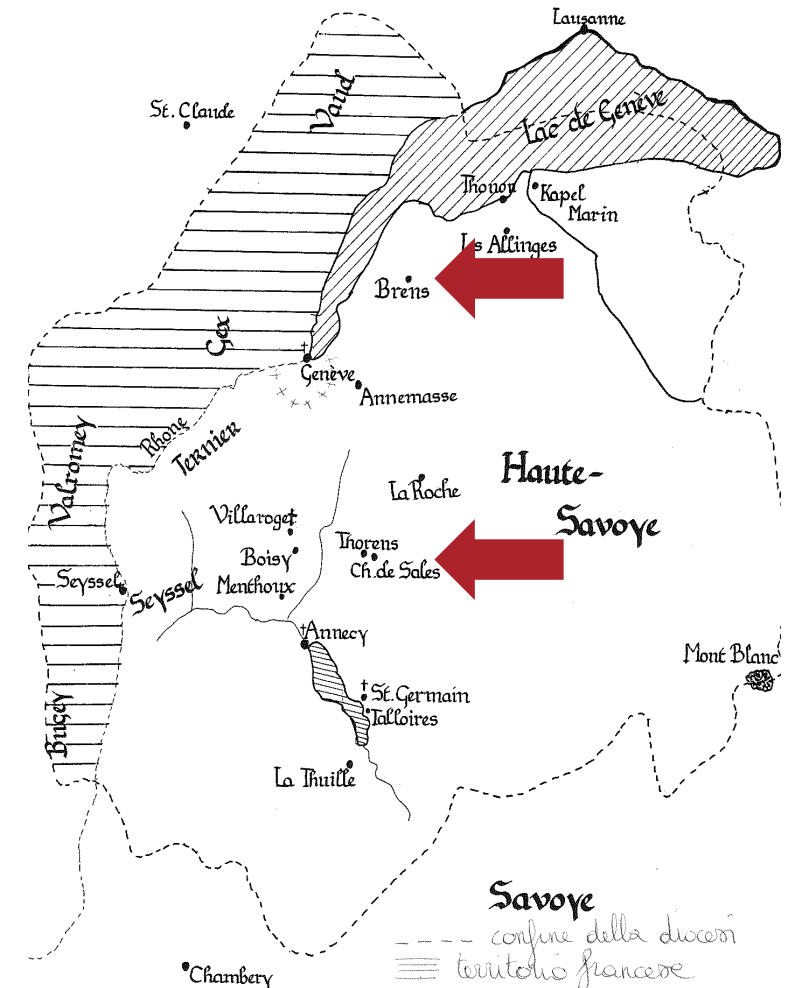 Lausanne
Vaud
St. Claude
Lac de Genève
Thonon
Kapel
Marin
Les Allinges
Brens
Gex
Genève
Annemasse
Rhone
Ternier
Valromey
La Roche
Haute-
Savoye
Villaroget
Thorens
Boisy
Ch. de Sales
Menthoux
Seyssel
Seyssel
Annecy
Mont Blanc
St. Germain
Talloires
Bugey
La Thuille
Savoye
confine della diocesi
territorio francese
Chambery